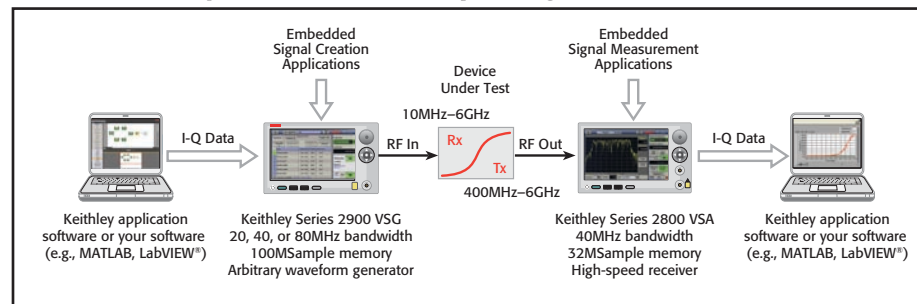 Embedded
Signal Creation
Applications
Embedded
Signal Measurement
Applications
Device
Under Test
10MHz–6GHz
I-Q Data
RF In
Rx
Tx
RF Out
I-Q Data
400MHz–6GHz
Keithley application
software or your software
(e.g., MATLAB, LabVIEW®)
Keithley Series 2900 VSG
20, 40, or 80MHz bandwidth
100MSample memory
Arbitrary waveform generator
Keithley Series 2800 VSA
40MHz bandwidth
32MSample memory
High-speed receiver
Keithley application
software or your software
(e.g., MATLAB, LabVIEW®)